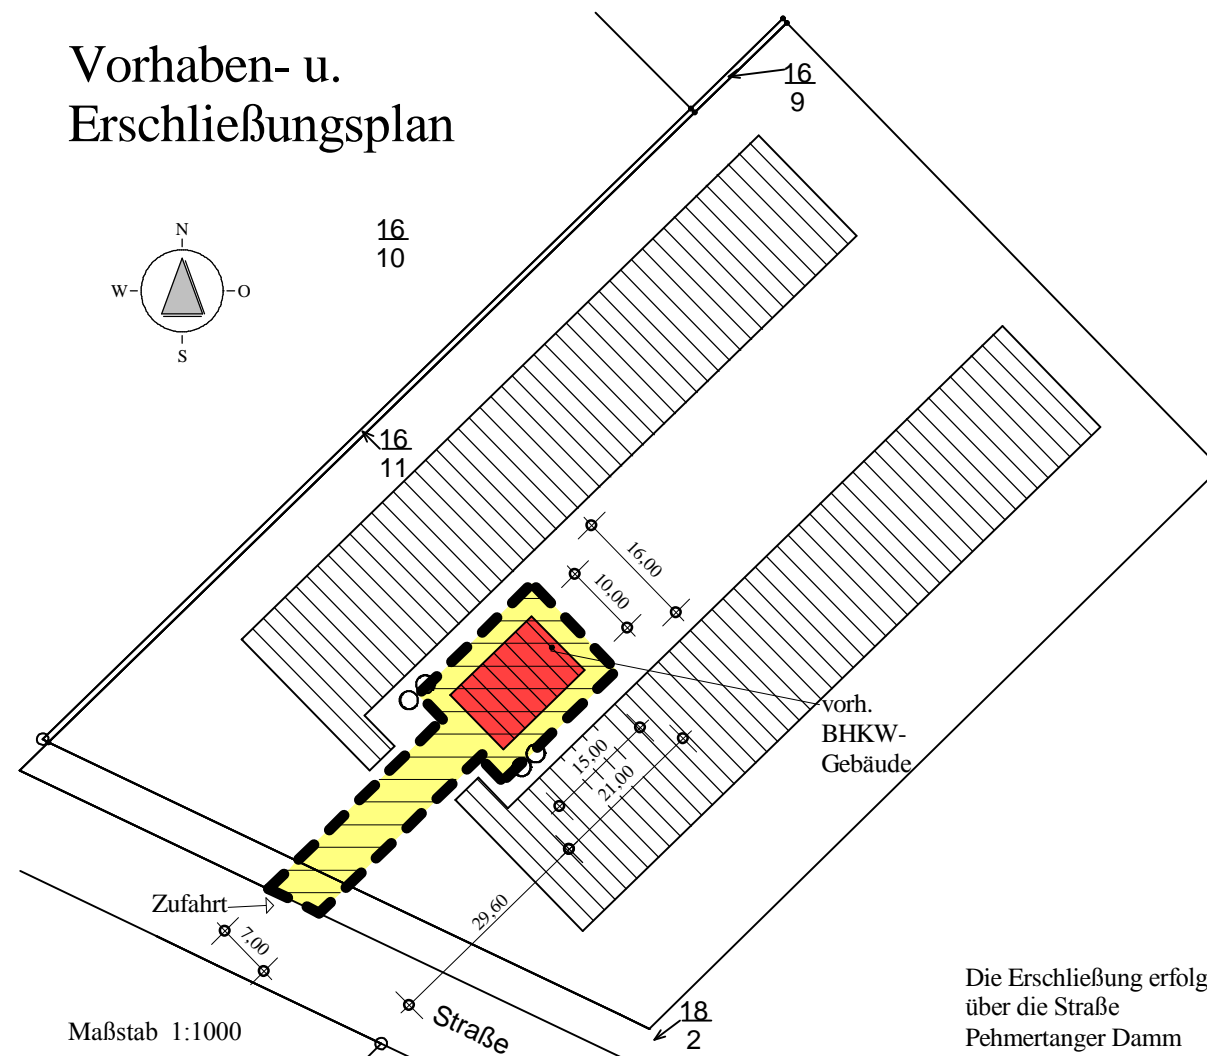 Vorhaben- u.
Erschließungsplan
16
9
N
W
O
S
16
10
16
11
16,00
10,00
vorh.
BHKW-
Gebäude
15,00
21,00
29,60
Zufahrt
7,00
Straße
18
2
Maßstab 1:1000
Die Erschließung erfolg
über die Straße
Pehmertanger Damm